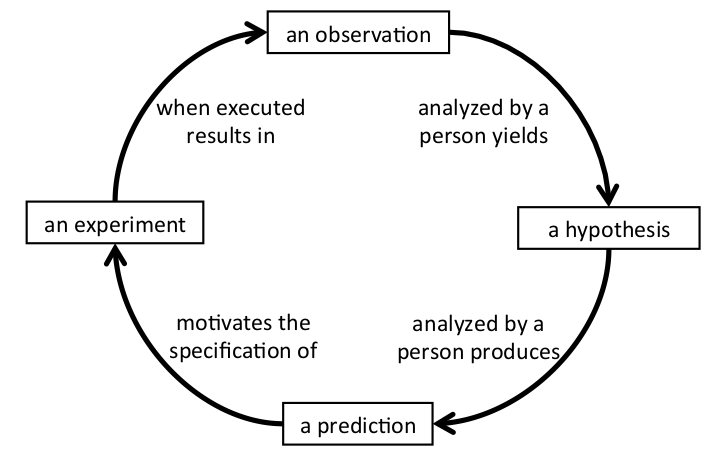 an observation
when executed
results in
analyzed by a
person yields
an experiment
a hypothesis
motivates the
specification of
analyzed by a
person produces
a prediction